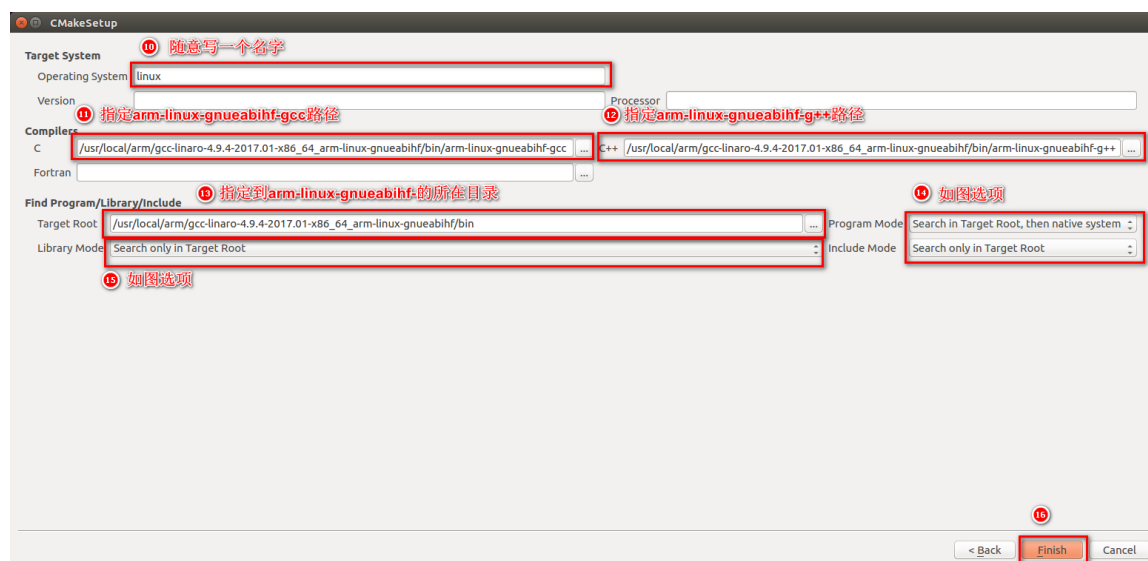 CMakeSetup
10 随意写一个名字
Target System
Operating System linux
Version Processor
11 指定arm-linux-gnueabihf-gcc路径 12 指定arm-linux-gnueabihf-g++路径
Compilers
C /usr/local/arm/gcc-linaro-4.9.4-2017.01-x86_64_arm-linux-gnueabihf/bin/arm-linux-gnueabihf-gcc ... C++ /usr/local/arm/gcc-linaro-4.9.4-2017.01-x86_64_arm-linux-gnueabihf/bin/arm-linux-gnueabihf-g++ ...
Fortran ...
13 指定到arm-linux-gnueabihf-的所在目录 14 如图选项
Find Program/Library/Include
Target Root /usr/local/arm/gcc-linaro-4.9.4-2017.01-x86_64_arm-linux-gnueabihf/bin ... Program Mode Search in Target Root, then native system
Library Mode Search only in Target Root Include Mode Search only in Target Root
15 如图选项
16
< Back Finish Cancel